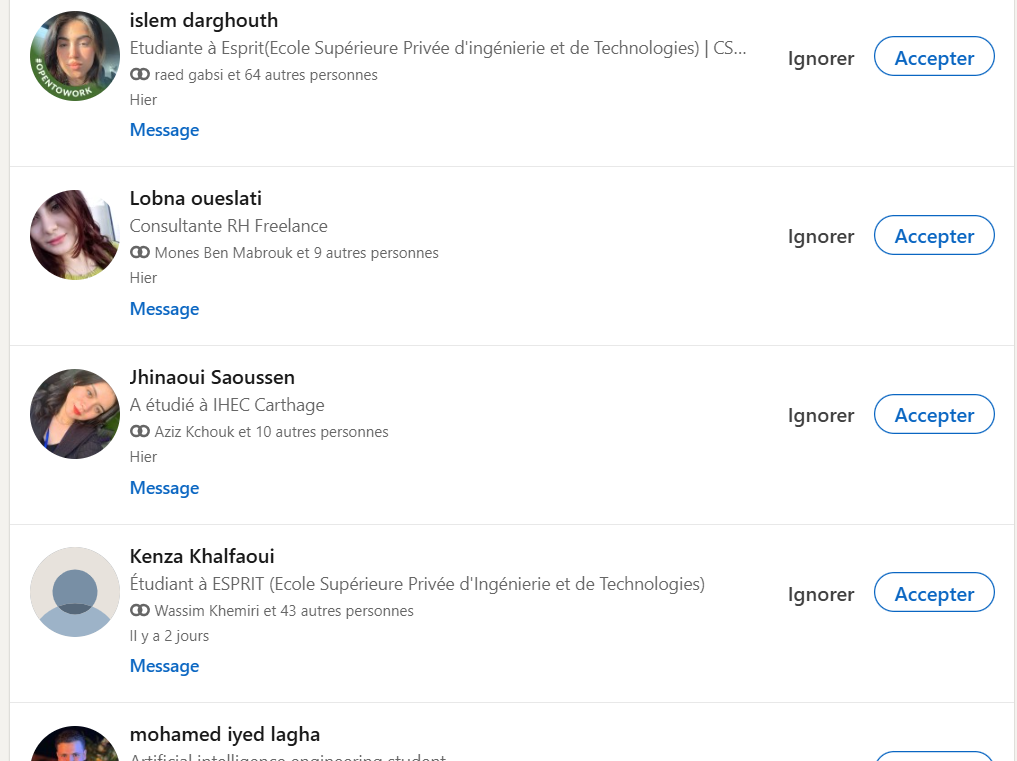 islem darghouth
Etudiante à Esprit(Ecole Supérieure Privée d'ingénierie et de Technologies) | CS...
raed gabsi et 64 autres personnes
Hier
Message
Ignorer
Accepter
#OPENTOWORK
Lobna oueslati
Consultante RH Freelance
Mones Ben Mabrouk et 9 autres personnes
Hier
Message
Ignorer
Accepter
Jhinaoui Saoussen
A étudié à IHEC Carthage
Aziz Kchouk et 10 autres personnes
Hier
Message
Ignorer
Accepter
Kenza Khalfaoui
Étudiant à ESPRIT (Ecole Supérieure Privée d'Ingénierie et de Technologies)
Wassim Khemiri et 43 autres personnes
Il y a 2 jours
Message
Ignorer
Accepter
mohamed iyed lagha
Artificial intelligence engineering student